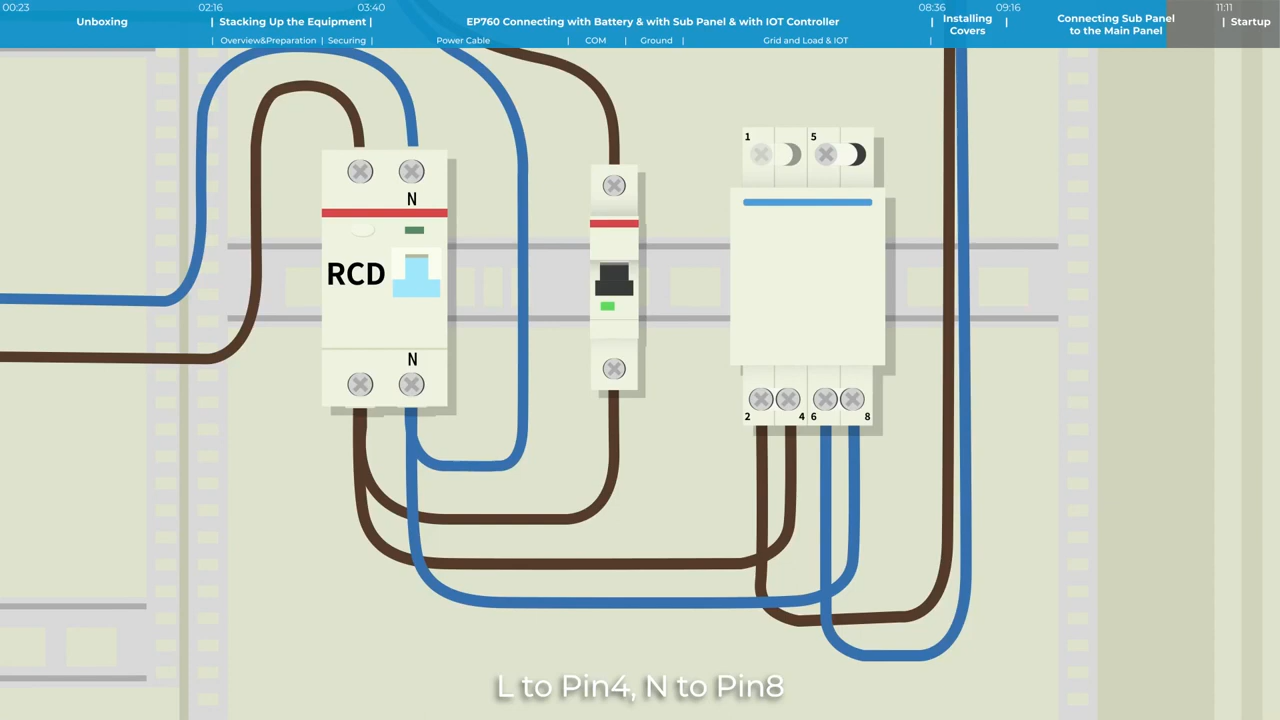 00:23 02:16 03:40 08:36 09:16 11:11
Unboxing | Stacking Up the Equipment | EP760 Connecting with Battery & with Sub Panel & with IOT Controller | Installing Covers | Connecting Sub Panel to the Main Panel | Startup
| Overview&Preparation | Securing | Power Cable | COM | Ground | Grid and Load & IOT |
1 5
N
RCD
N
2 4 6 8
L to Pin4, N to Pin8